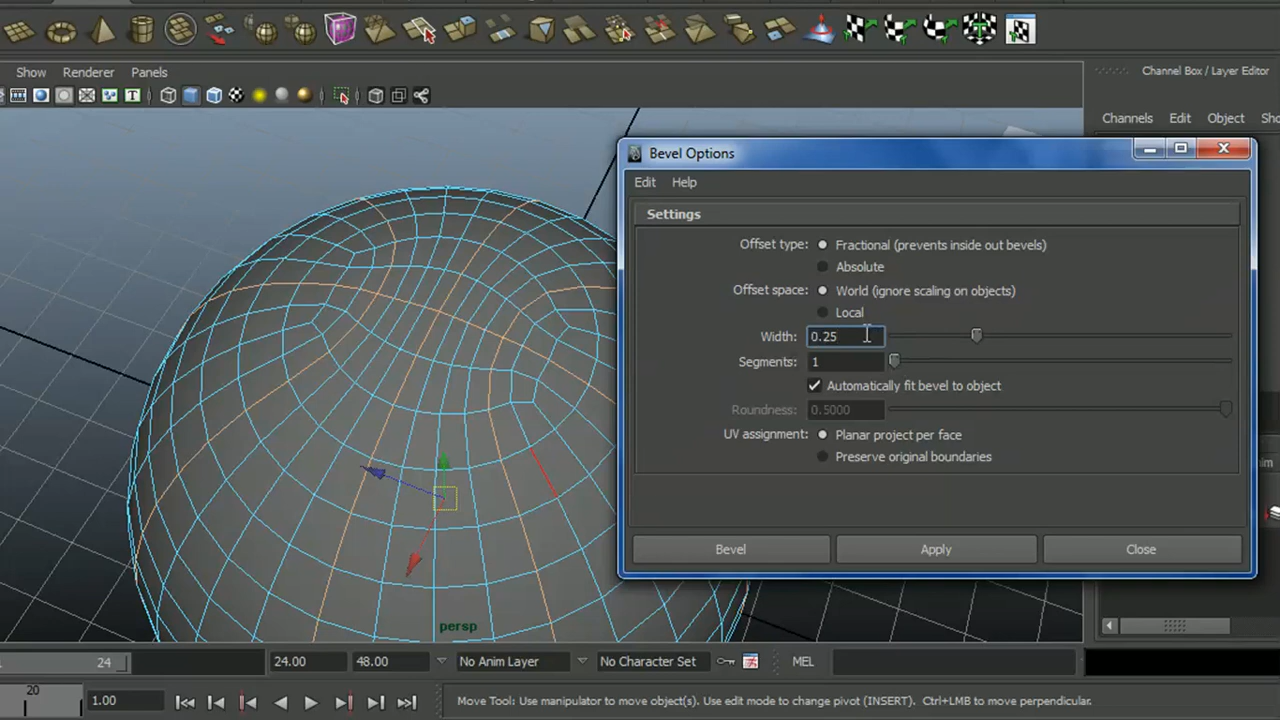 Show Renderer Panels
Channel Box / Layer Editor
Channels Edit Object Sho
Bevel Options
Edit Help
Settings
Offset type: Fractional (prevents inside out bevels)
Absolute
Offset space: World (ignore scaling on objects)
Local
Width: 0.25
Segments: 1
Automatically fit bevel to object
Roundness: 0.5000
UV assignment: Planar project per face
Preserve original boundaries
Bevel Apply Close
persp
24 24.00 48.00 No Anim Layer No Character Set MEL
20 1.00 Move Tool: Use manipulator to move object(s). Use edit mode to change pivot (INSERT). Ctrl+LMB to move perpendicular.